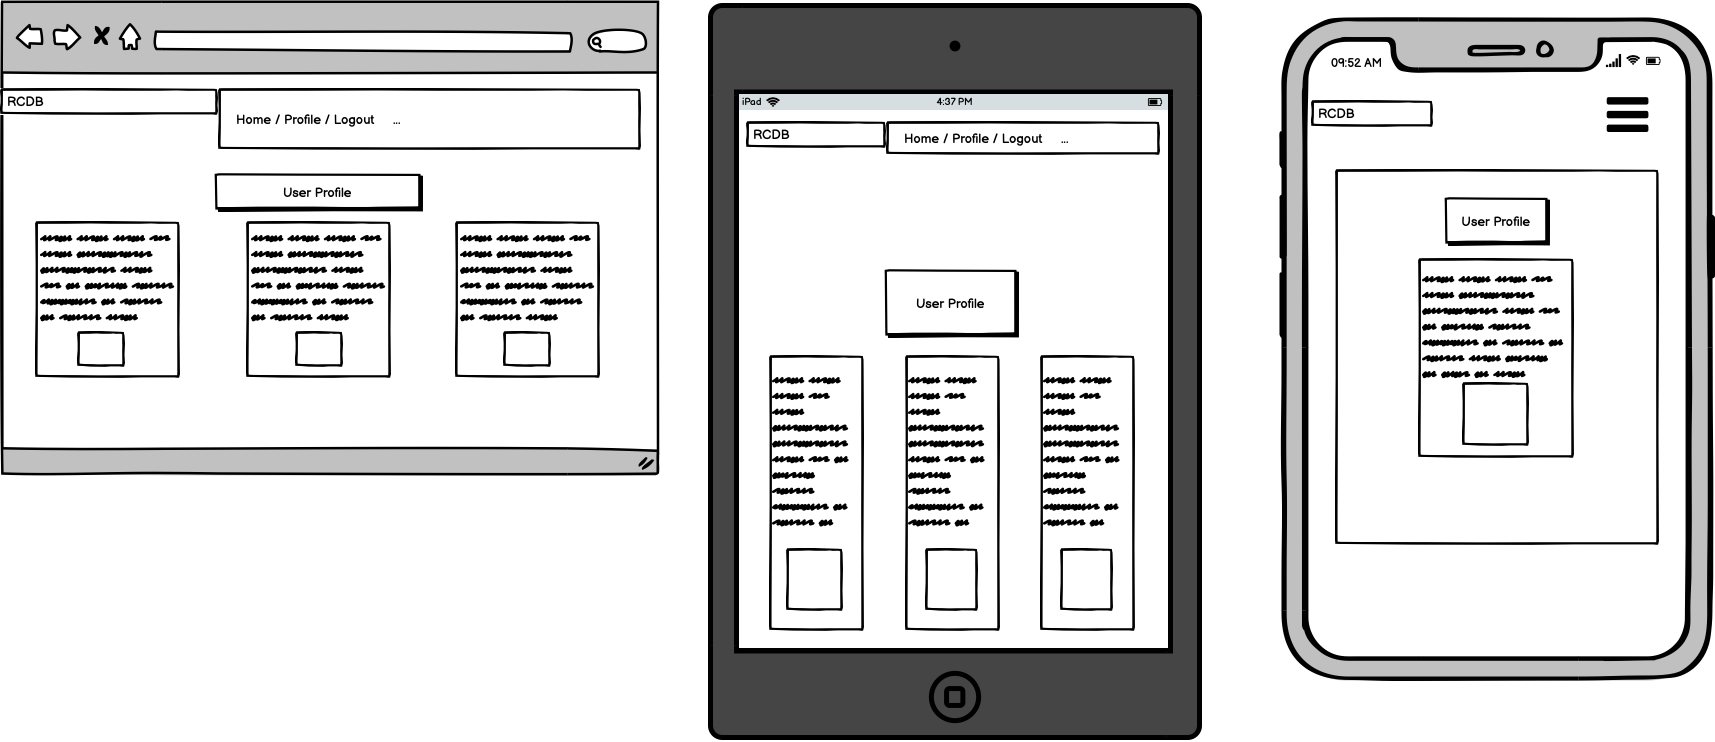 RCDB
Home / Profile / Logout ...
User Profile
iPad
4:37 PM
RCDB
Home / Profile / Logout ...
User Profile
09:52 AM
RCDB
User Profile